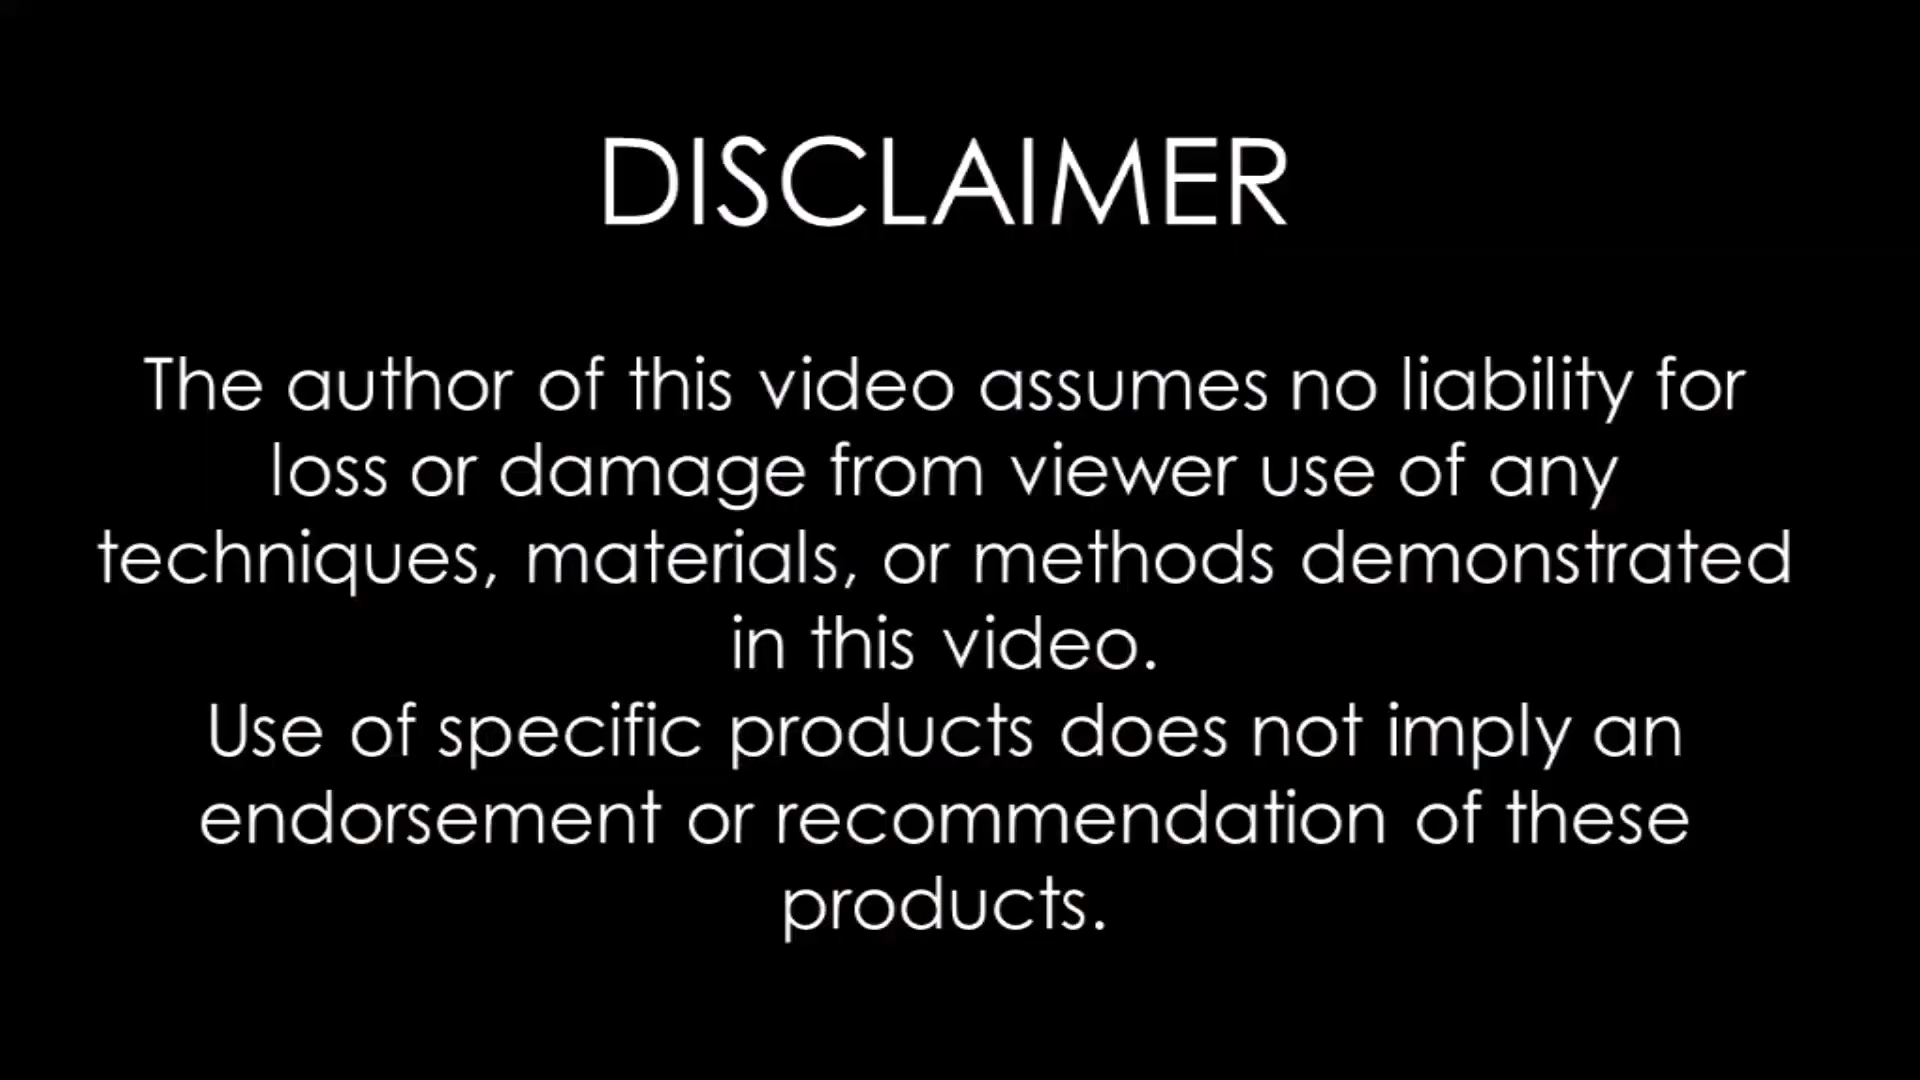 DISCLAIMER
The author of this video assumes no liability for
loss or damage from viewer use of any
techniques, materials, or methods demonstrated
in this video.
Use of specific products does not imply an
endorsement or recommendation of these
products.